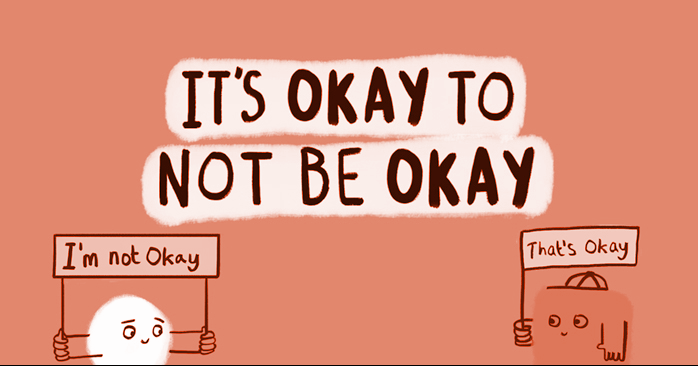 IT'S OKAY TO
NOT BE OKAY
I'm not Okay
That's Okay